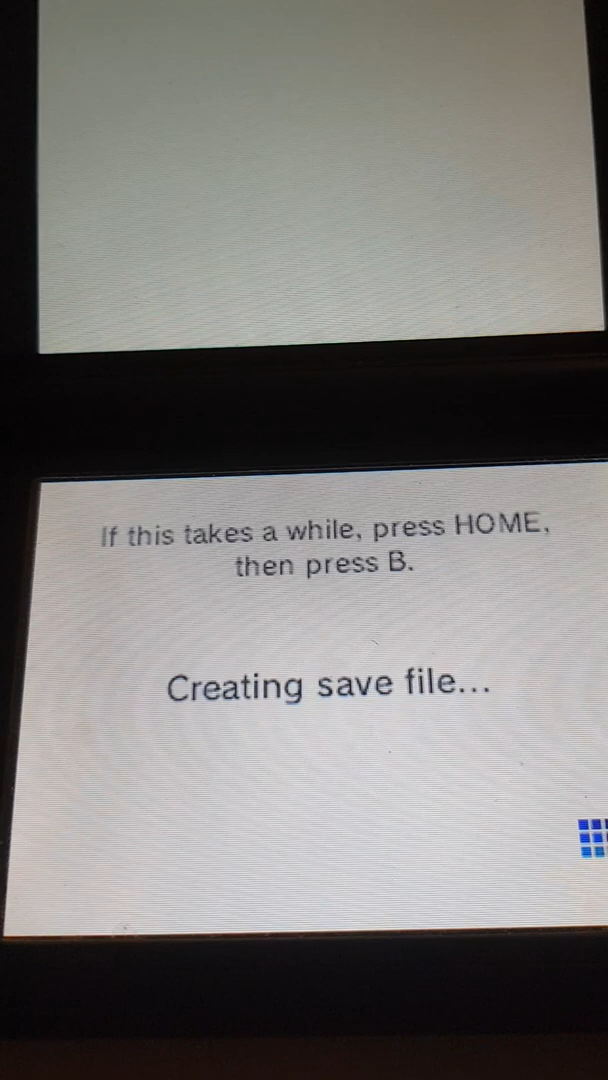 If this takes a while, press HOME,
then press B.
Creating save file...